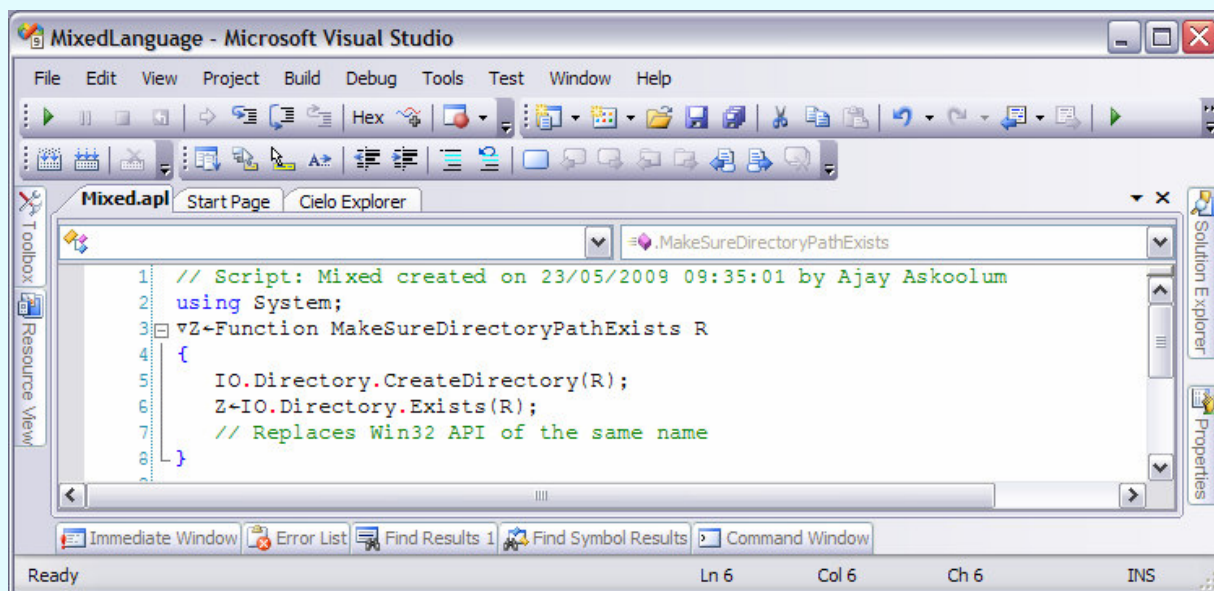 MixedLanguage - Microsoft Visual Studio
File Edit View Project Build Debug Tools Test Window Help
Hex
Mixed.apl Start Page Cielo Explorer
.MakeSureDirectoryPathExists
Toolbox
Resource View
Solution Explorer
Properties
1 // Script: Mixed created on 23/05/2009 09:35:01 by Ajay Askoolum
2 using System;
3 ∇Z←Function MakeSureDirectoryPathExists R
4 {
5 IO.Directory.CreateDirectory(R);
6 Z←IO.Directory.Exists(R);
7 // Replaces Win32 API of the same name
8 }
Immediate Window Error List Find Results 1 Find Symbol Results Command Window
Ready Ln 6 Col 6 Ch 6 INS